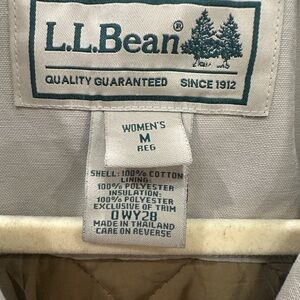 L.L.Bean®
QUALITY GUARANTEED SINCE 1912
WOMEN'S
M
REG
SHELL: 100% COTTON
LINING:
100% POLYESTER
INSULATION:
100% POLYESTER
EXCLUSIVE OF TRIM
0WY28
MADE IN THAILAND
CARE ON REVERSE